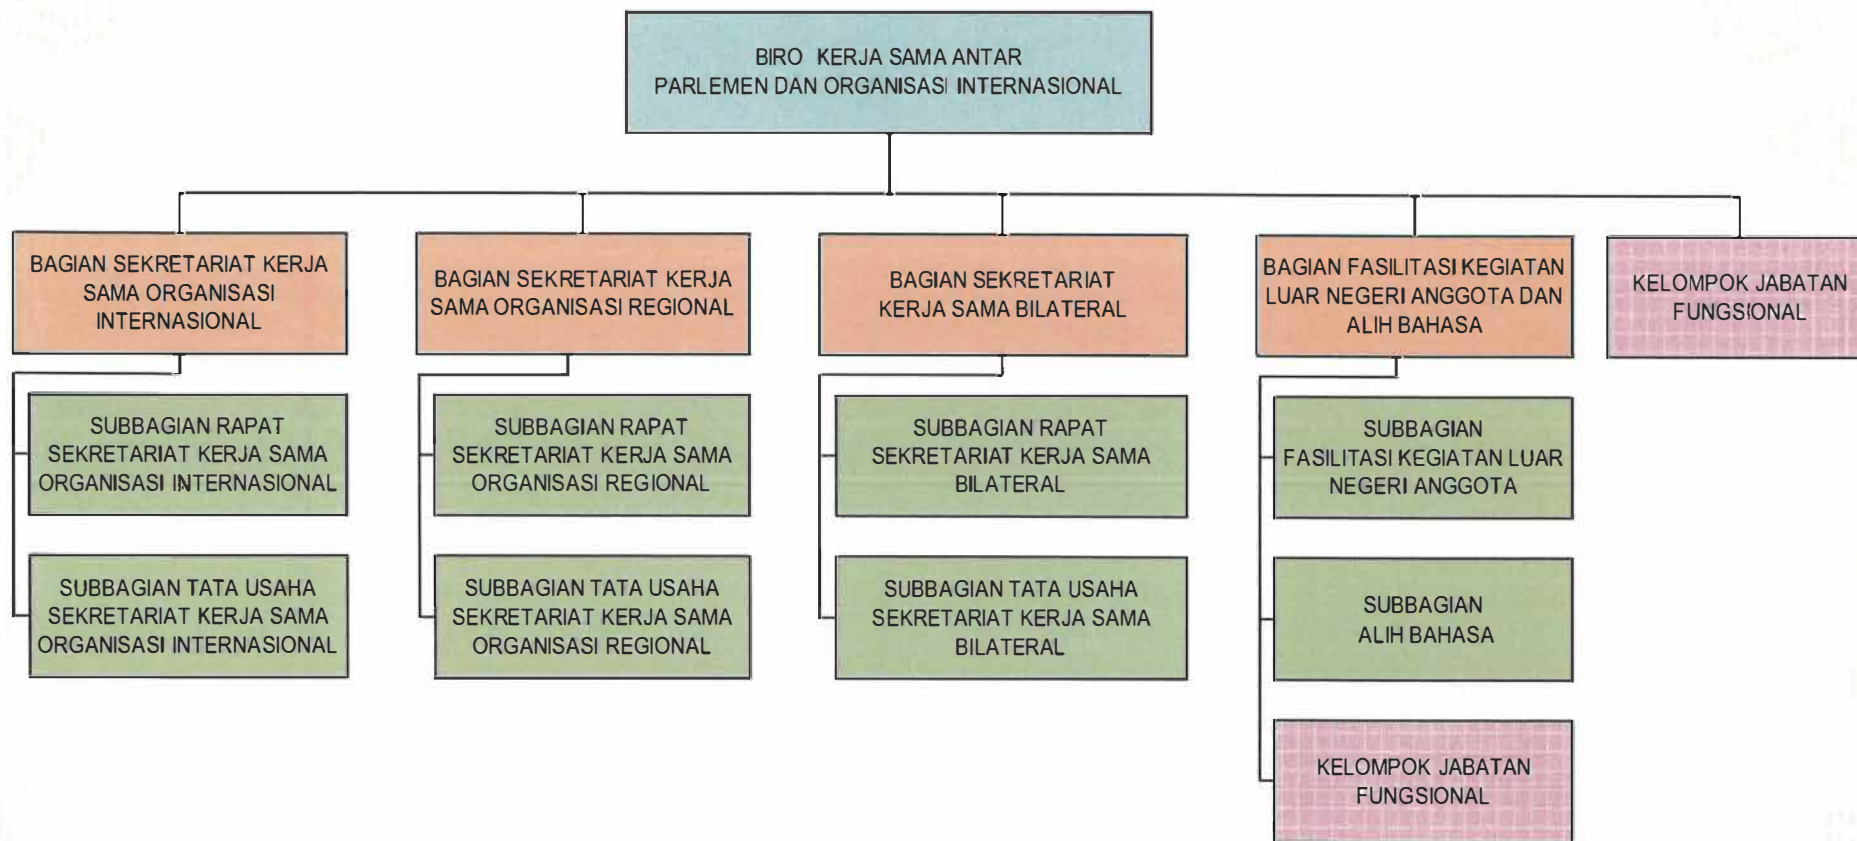 BIRO KERJA SAMA ANTAR
PARLEMEN DAN ORGANISASI INTERNASIONAL
BAGIAN SEKRETARIAT KERJA
SAMA ORGANISASI
INTERNASIONAL
BAGIAN SEKRETARIAT KERJA
SAMA ORGANISASI REGIONAL
BAGIAN SEKRETARIAT
KERJA SAMA BILATERAL
BAGIAN FASILITASI KEGIATAN
LUAR NEGERI ANGGOTA DAN
ALIH BAHASA
KELOMPOK JABATAN
FUNGSIONAL
SUBBAGIAN RAPAT
SEKRETARIAT KERJA SAMA
ORGANISASI INTERNASIONAL
SUBBAGIAN RAPAT
SEKRETARIAT KERJA SAMA
ORGANISASI REGIONAL
SUBBAGIAN RAPAT
SEKRETARIAT KERJA SAMA
BILATERAL
SUBBAGIAN
FASILITASI KEGIATAN LUAR
NEGERI ANGGOTA
SUBBAGIAN TATA USAHA
SEKRETARIAT KERJA SAMA
ORGANISASI INTERNASIONAL
SUBBAGIAN TATA USAHA
SEKRETARIAT KERJA SAMA
ORGANISASI REGIONAL
SUBBAGIAN TATA USAHA
SEKRETARIAT KERJA SAMA
BILATERAL
SUBBAGIAN
ALIH BAHASA
KELOMPOK JABATAN
FUNGSIONAL